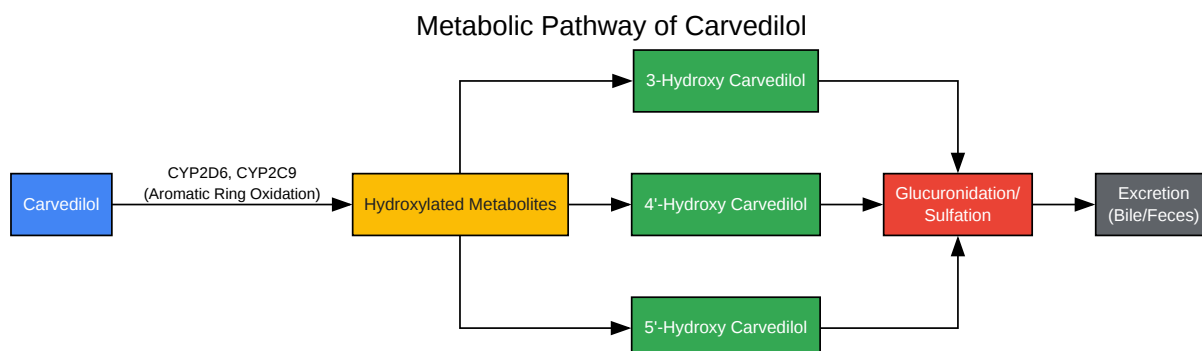 Metabolic Pathway of Carvedilol
3-Hydroxy Carvedilol
CYP2D6, CYP2C9
(Aromatic Ring Oxidation)
Carvedilol
Hydroxylated Metabolites
4'-Hydroxy Carvedilol
Glucuronidation/
Sulfation
Excretion
(Bile/Feces)
5'-Hydroxy Carvedilol